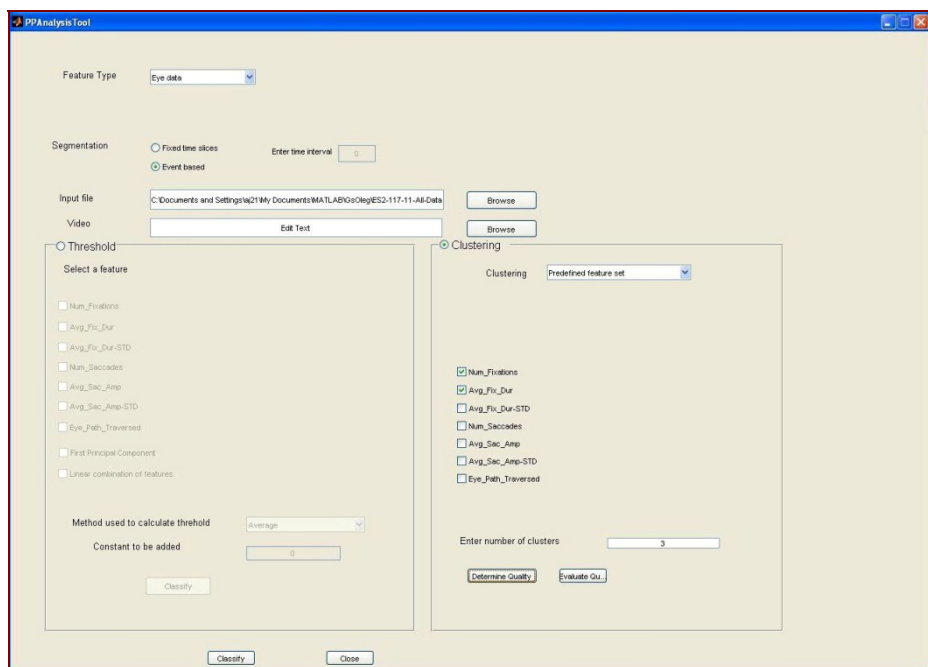 PPAnalysisTool
Feature Type
Eye data
Segmentation
Fixed time slices
Enter time interval
0
Event based
Input file
C:\Documents and Settings\aj21\My Documents\MATLAB\GsOleg\ES2-117-11-All-Data
Browse
Video
Edit Text
Browse
Threshold
Select a feature
Num_Fixations
Avg_Fix_Dur
Avg_Fix_Dur-STD
Num_Saccades
Avg_Sac_Amp
Avg_Sac_Amp-STD
Eye_Path_Traversed
First Principal Component
Linear combination of features.
Method used to calculate threhold
Average
Constant to be added
0
Classify
Clustering
Clustering
Predefined feature set
Num_Fixations
Avg_Fix_Dur
Avg_Fix_Dur-STD
Num_Saccades
Avg_Sac_Amp
Avg_Sac_Amp-STD
Eye_Path_Traversed
Enter number of clusters
3
Determine Quality
Evaluate Qu...
Classify
Close